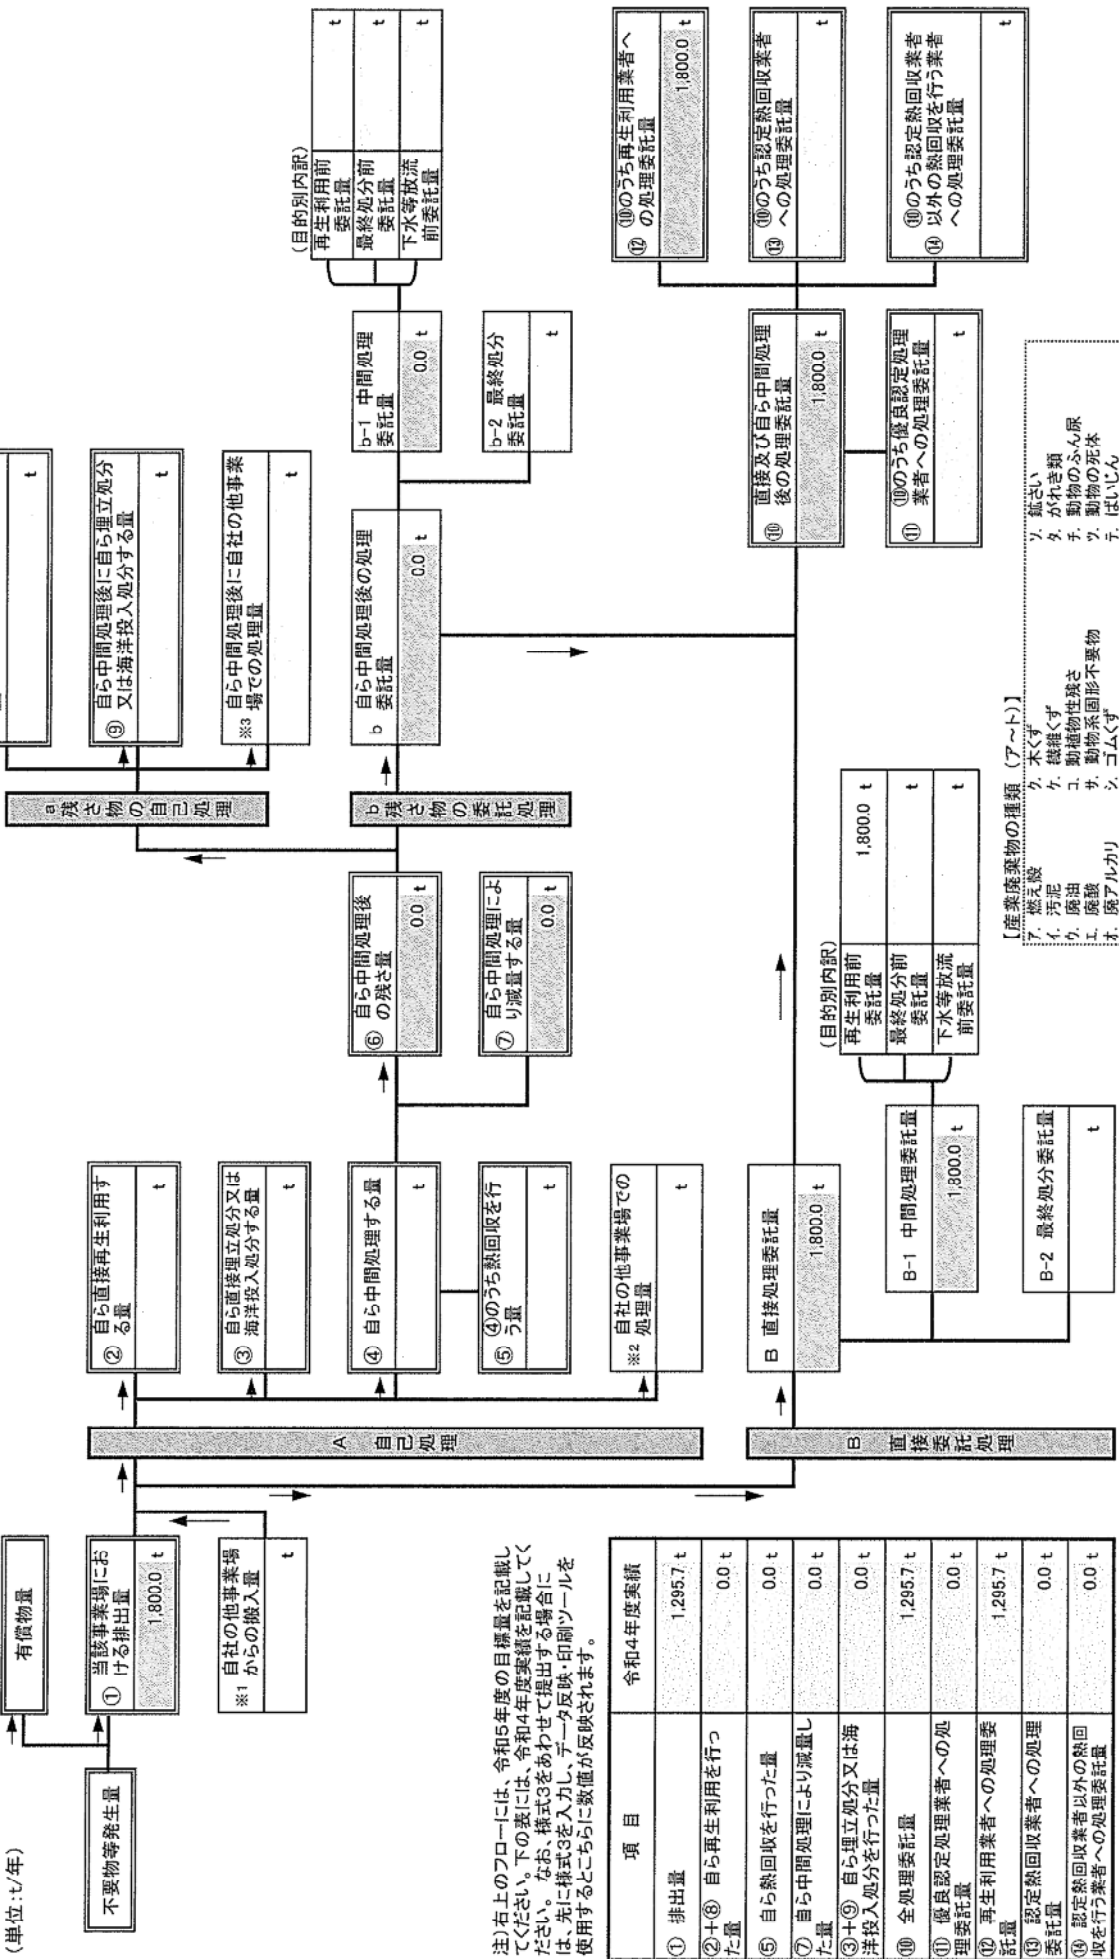 (単位:t/年)
不要物等発生量
有償物量
① 当該事業場にお
ける排出量
1,800.0 t
※1 自社の他事業場
からの搬入量
t
A 自己処理
② 自ら直接再生利用す
る量
t
③ 自ら直接埋立処分又は
海洋投入処分する量
t
④ 自ら中間処理する量
t
⑤ ④のうち熱回収を行
う量
t
※2 自社の他事業場での
処理量
t
⑥ 自ら中間処理後
の残さ量
0.0 t
⑦ 自ら中間処理によ
り減量する量
0.0 t
a 残さ物の自己処理
t
⑨ 自ら中間処理後に自ら埋立処分
又は海洋投入処分する量
t
※3 自ら中間処理後に自社の他事業
場での処理量
t
b 残さ物の委託処理
b 自ら中間処理後の処理
委託量
0.0 t
b-1 中間処理
委託量
0.0 t
b-2 最終処分
委託量
t
(目的別内訳)
再生利用前
委託量
t
最終処分前
委託量
t
下水等放流
前委託量
t
B 直接委託処理
B 直接処理委託量
1,800.0 t
B-1 中間処理委託量
1,800.0 t
B-2 最終処分委託量
t
(目的別内訳)
再生利用前
委託量
1,800.0 t
最終処分前
委託量
t
下水等放流
前委託量
t
⑩ 直接及び自ら中間処理
後の処理委託量
1,800.0 t
⑪ ⑩のうち優良認定処理
業者への処理委託量
t
⑫ ⑩のうち再生利用業者へ
の処理委託量
1,800.0 t
⑬ ⑩のうち認定熱回収業者
への処理委託量
t
⑭ ⑩のうち認定熱回収業者
以外の熱回収を行う業者
への処理委託量
t
注)右上のフローには、令和5年度の目標量を記載し
てください。下の表には、令和4年度実績を記載してく
ださい。 なお、様式3をあわせて提出する場合に
は、先に様式3を入力し、データ反映・印刷ツールを
使用するとこちらに数値が反映されます。
項 目 令和4年度実績
① 排出量 1,295.7 t
②+⑧ 自ら再生利用を行っ
た量 0.0 t
⑤ 自ら熱回収を行った量 0.0 t
⑦ 自ら中間処理により減量し
た量 0.0 t
③+⑨ 自ら埋立処分又は海
洋投入処分を行った量 0.0 t
⑩ 全処理委託量 1,295.7 t
⑪ 優良認定処理業者への処
理委託量 0.0 t
⑫ 再生利用業者への処理委
託量 1,295.7 t
⑬ 認定熱回収業者への処理
委託量 0.0 t
⑭ 認定熱回収業者以外の熱回
収を行う業者への処理委託量 0.0 t
【産業廃棄物の種類 (ア～ト)】
ア. 燃え殻 ク. 木くず ソ. 鉱さい
イ. 汚泥 ケ. 繊維くず タ. がれき類
ウ. 廃油 コ. 動植物性残さ チ. 動物のふん尿
エ. 廃酸 サ. 動物系固形不要物 ツ. 動物の死体
オ. 廃アルカリ シ. ゴムくず テ. ばいじん